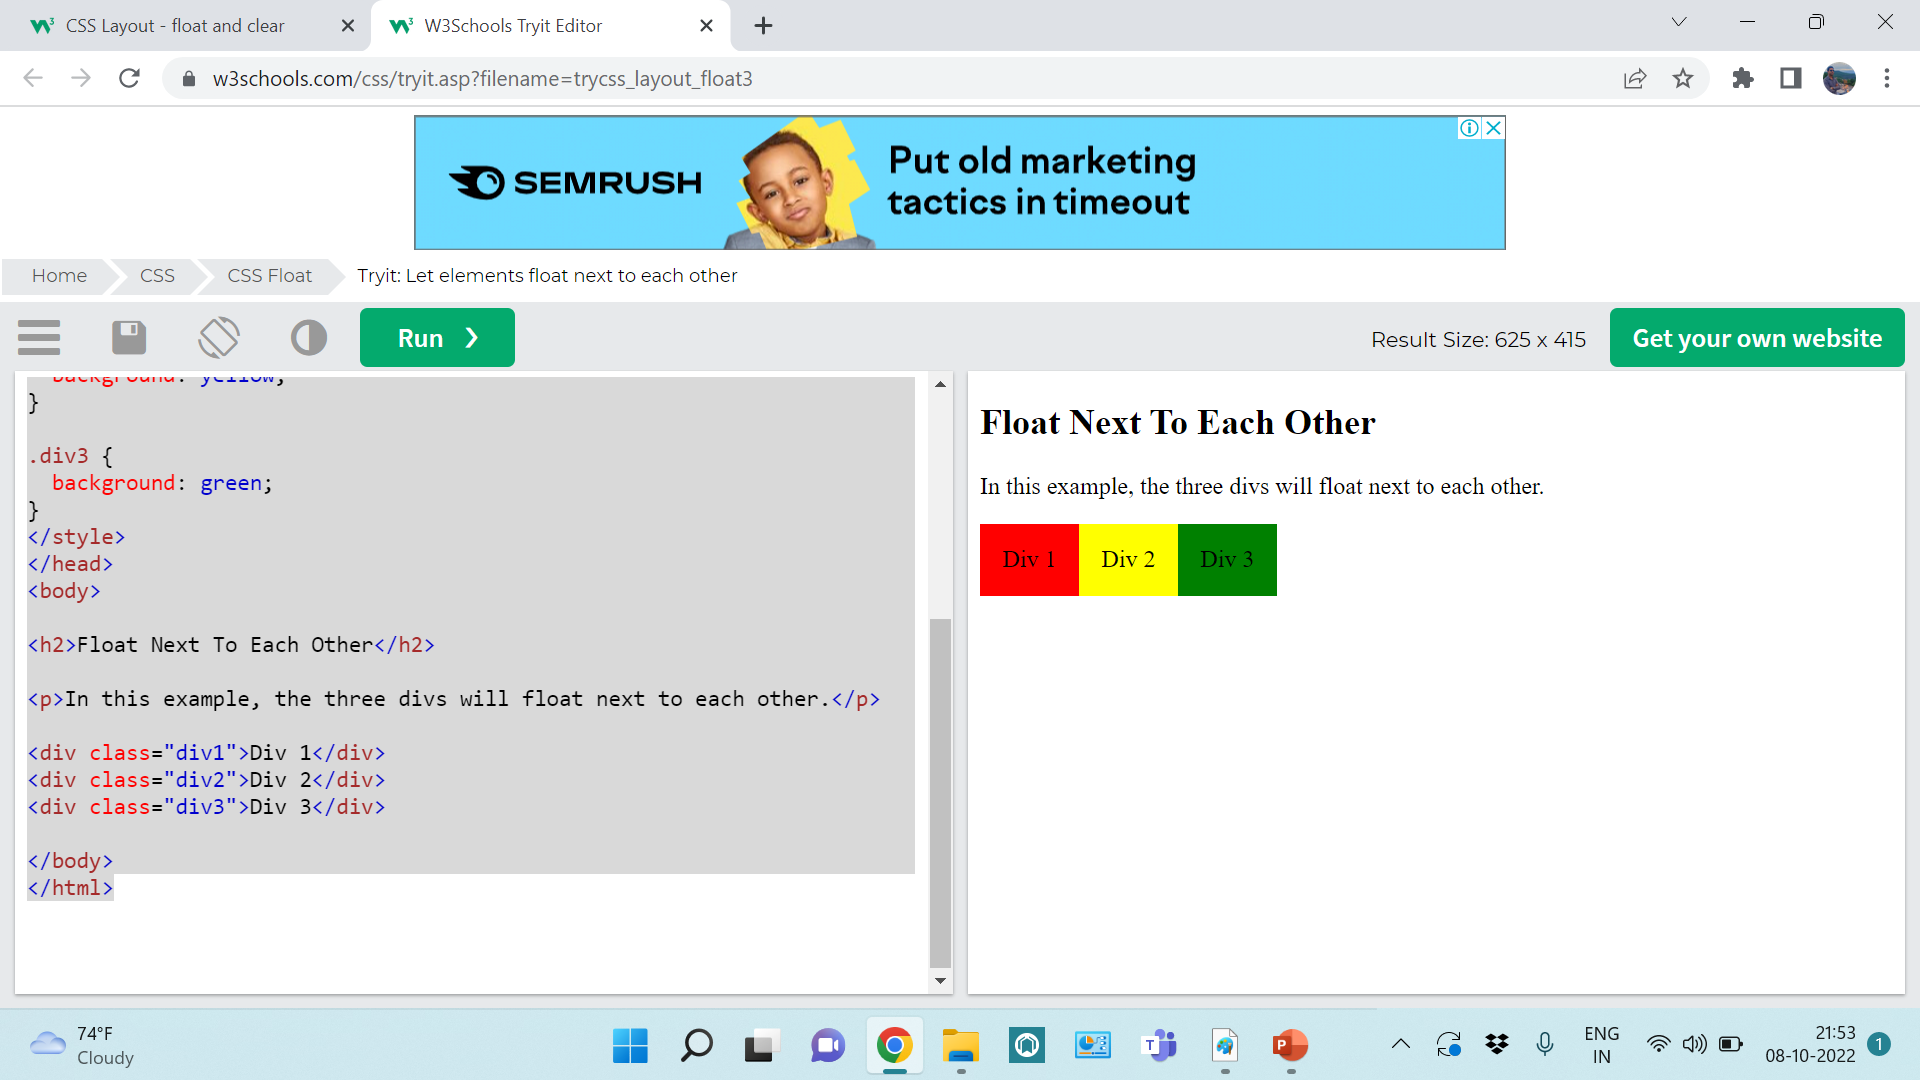 CSS Layout - float and clear
W3Schools Tryit Editor
w3schools.com/css/tryit.asp?filename=trycss_layout_float3
SEMRUSH
Put old marketing
tactics in timeout
Home
CSS
CSS Float
Tryit: Let elements float next to each other
Run ❯
Result Size: 625 x 415
Get your own website
background: yellow;
}
.div3 {
background: green;
}
</style>
</head>
<body>
<h2>Float Next To Each Other</h2>
<p>In this example, the three divs will float next to each other.</p>
<div class="div1">Div 1</div>
<div class="div2">Div 2</div>
<div class="div3">Div 3</div>
</body>
</html>
Float Next To Each Other
In this example, the three divs will float next to each other.
Div 1 Div 2 Div 3
74°F
Cloudy
ENG
IN
21:53
08-10-2022
1